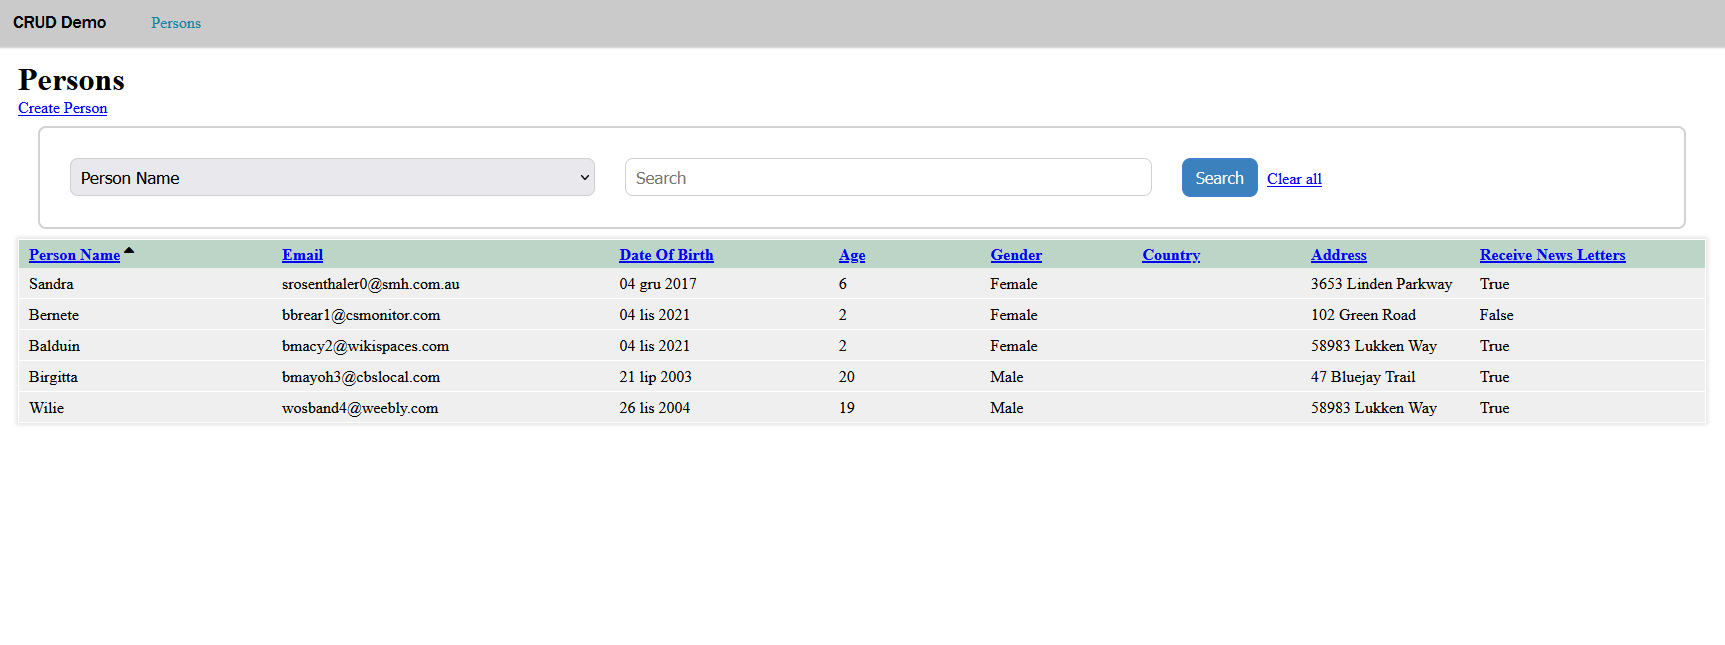 CRUD Demo Persons
Persons
Create Person
Person Name Search Search Clear all
Person Name Email Date Of Birth Age Gender Country Address Receive News Letters
Sandra srosenthaler0@smh.com.au 04 gru 2017 6 Female 3653 Linden Parkway True
Bernete bbrear1@csmonitor.com 04 lis 2021 2 Female 102 Green Road False
Balduin bmacy2@wikispaces.com 04 lis 2021 2 Female 58983 Lukken Way True
Birgitta bmayoh3@cbslocal.com 21 lip 2003 20 Male 47 Bluejay Trail True
Wilie wosband4@weebly.com 26 lis 2004 19 Male 58983 Lukken Way True